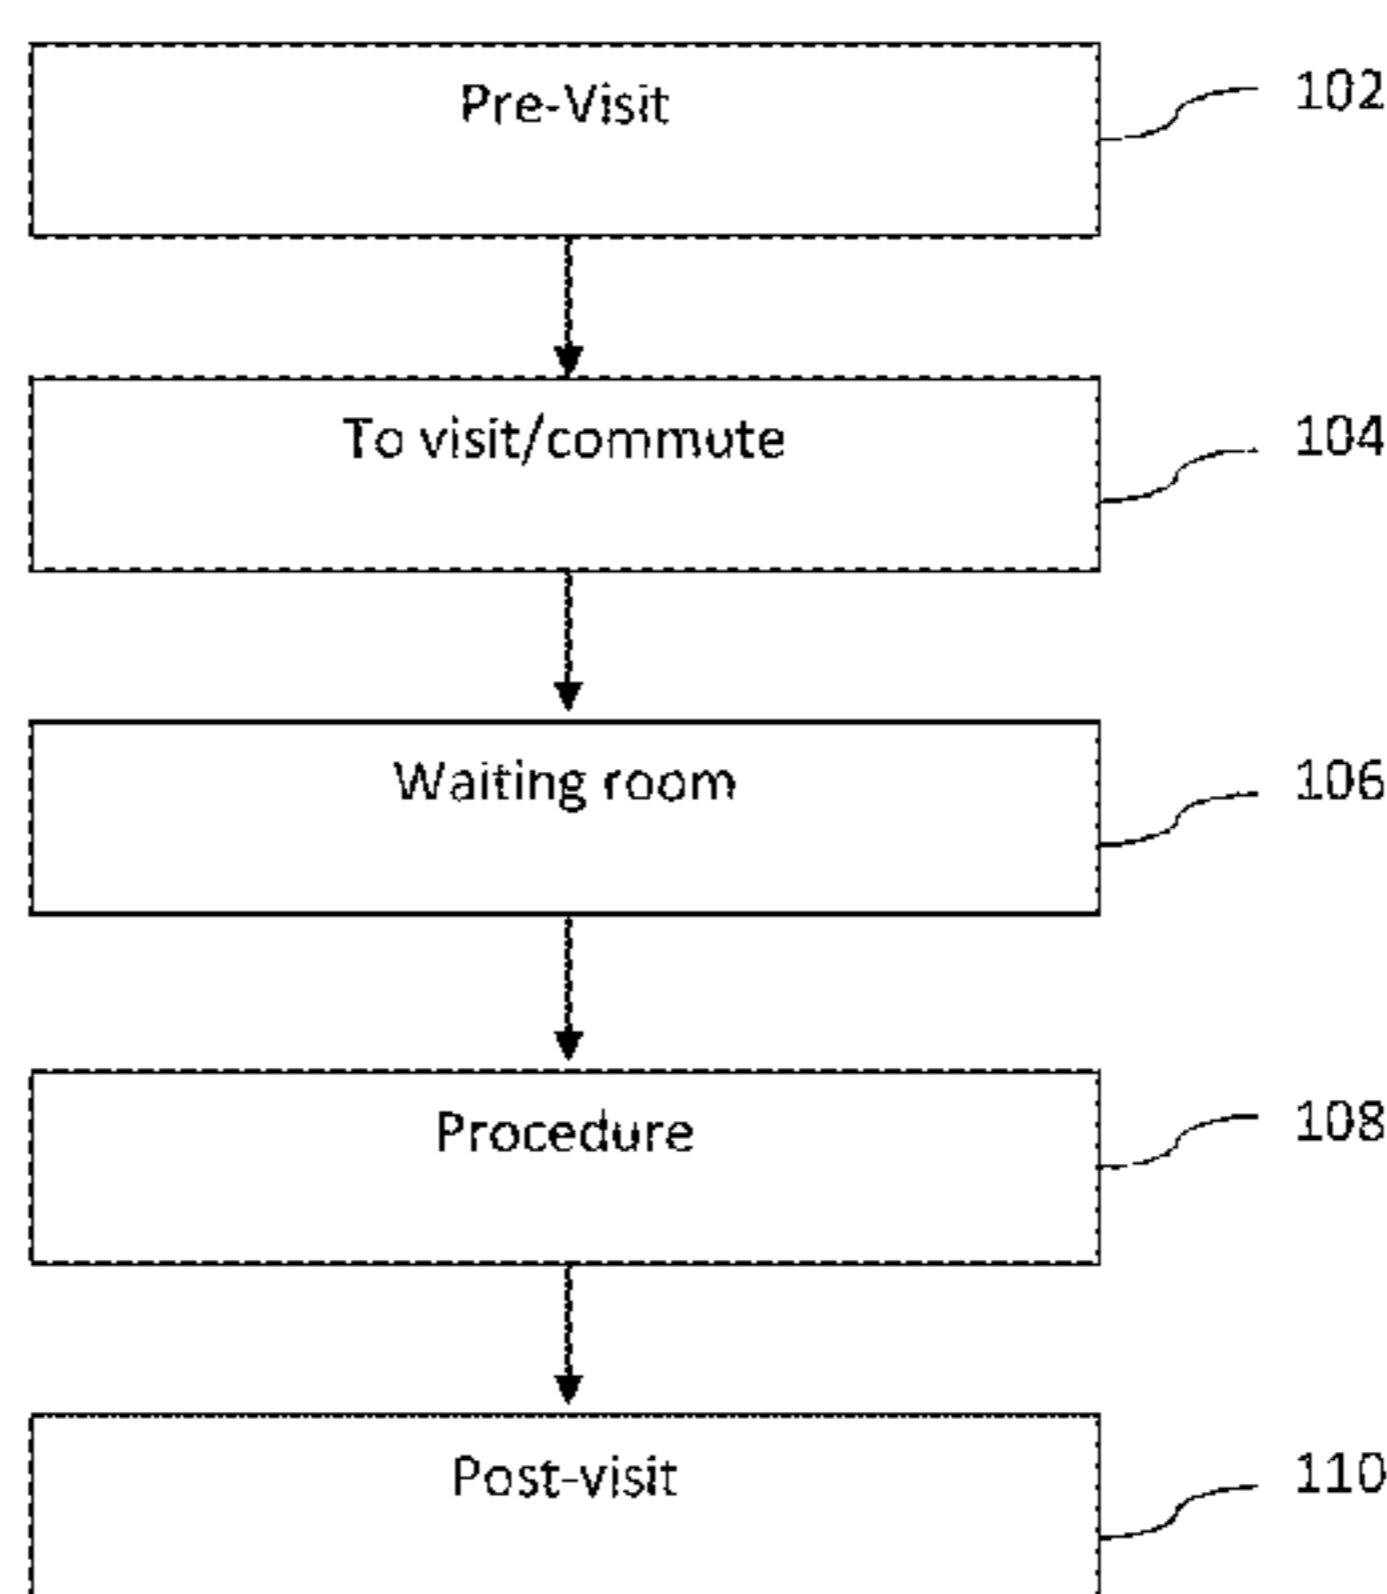 Pre-Visit
102
To visit/commute
104
Waiting room
106
Procedure
108
Post-visit
110